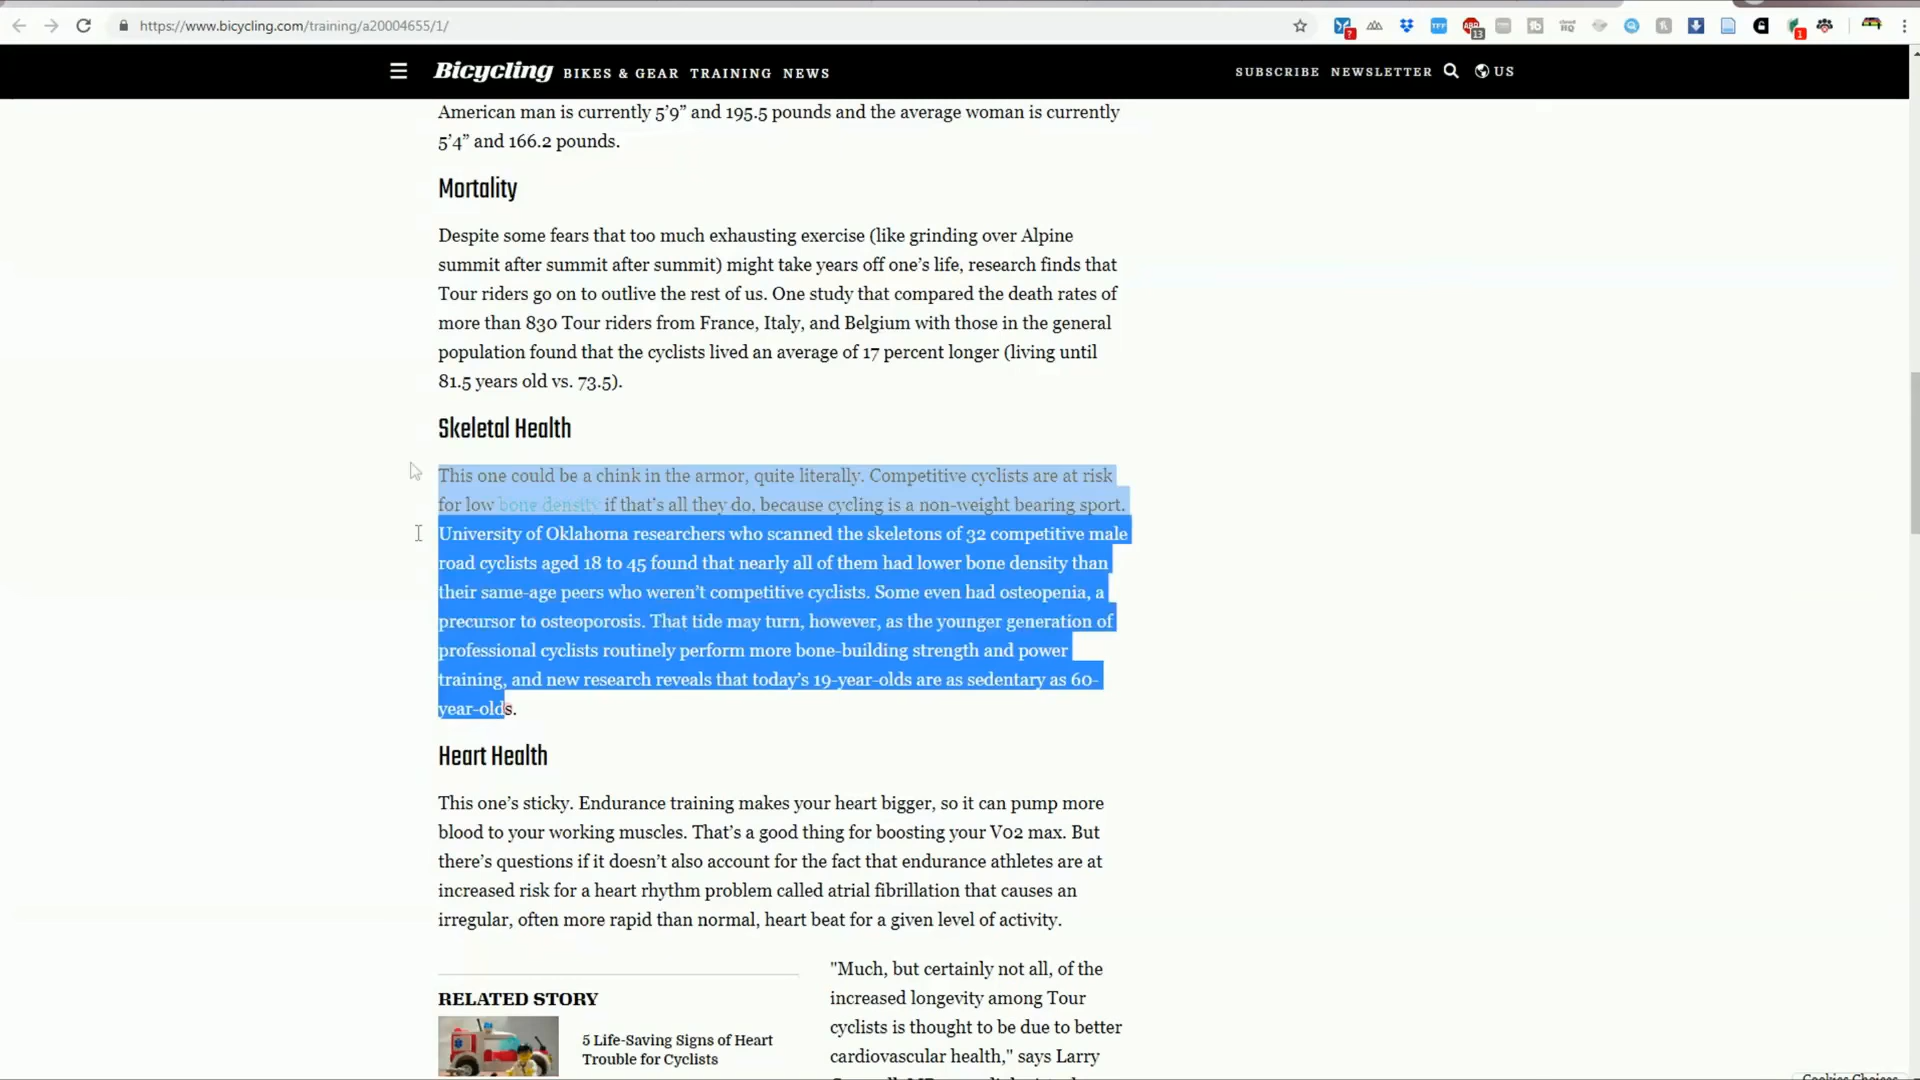 https://www.bicycling.com/training/a20004655/1/
Bicycling BIKES & GEAR TRAINING NEWS SUBSCRIBE NEWSLETTER US
American man is currently 5’9” and 195.5 pounds and the average woman is currently
5’4” and 166.2 pounds.
Mortality
Despite some fears that too much exhausting exercise (like grinding over Alpine
summit after summit after summit) might take years off one’s life, research finds that
Tour riders go on to outlive the rest of us. One study that compared the death rates of
more than 830 Tour riders from France, Italy, and Belgium with those in the general
population found that the cyclists lived an average of 17 percent longer (living until
81.5 years old vs. 73.5).
Skeletal Health
This one could be a chink in the armor, quite literally. Competitive cyclists are at risk
for low bone density if that’s all they do, because cycling is a non-weight bearing sport.
University of Oklahoma researchers who scanned the skeletons of 32 competitive male
road cyclists aged 18 to 45 found that nearly all of them had lower bone density than
their same-age peers who weren’t competitive cyclists. Some even had osteopenia, a
precursor to osteoporosis. That tide may turn, however, as the younger generation of
professional cyclists routinely perform more bone-building strength and power
training, and new research reveals that today’s 19-year-olds are as sedentary as 60-
year-olds.
Heart Health
This one’s sticky. Endurance training makes your heart bigger, so it can pump more
blood to your working muscles. That’s a good thing for boosting your V02 max. But
there’s questions if it doesn’t also account for the fact that endurance athletes are at
increased risk for a heart rhythm problem called atrial fibrillation that causes an
irregular, often more rapid than normal, heart beat for a given level of activity.
RELATED STORY
5 Life-Saving Signs of Heart
Trouble for Cyclists
"Much, but certainly not all, of the
increased longevity among Tour
cyclists is thought to be due to better
cardiovascular health," says Larry